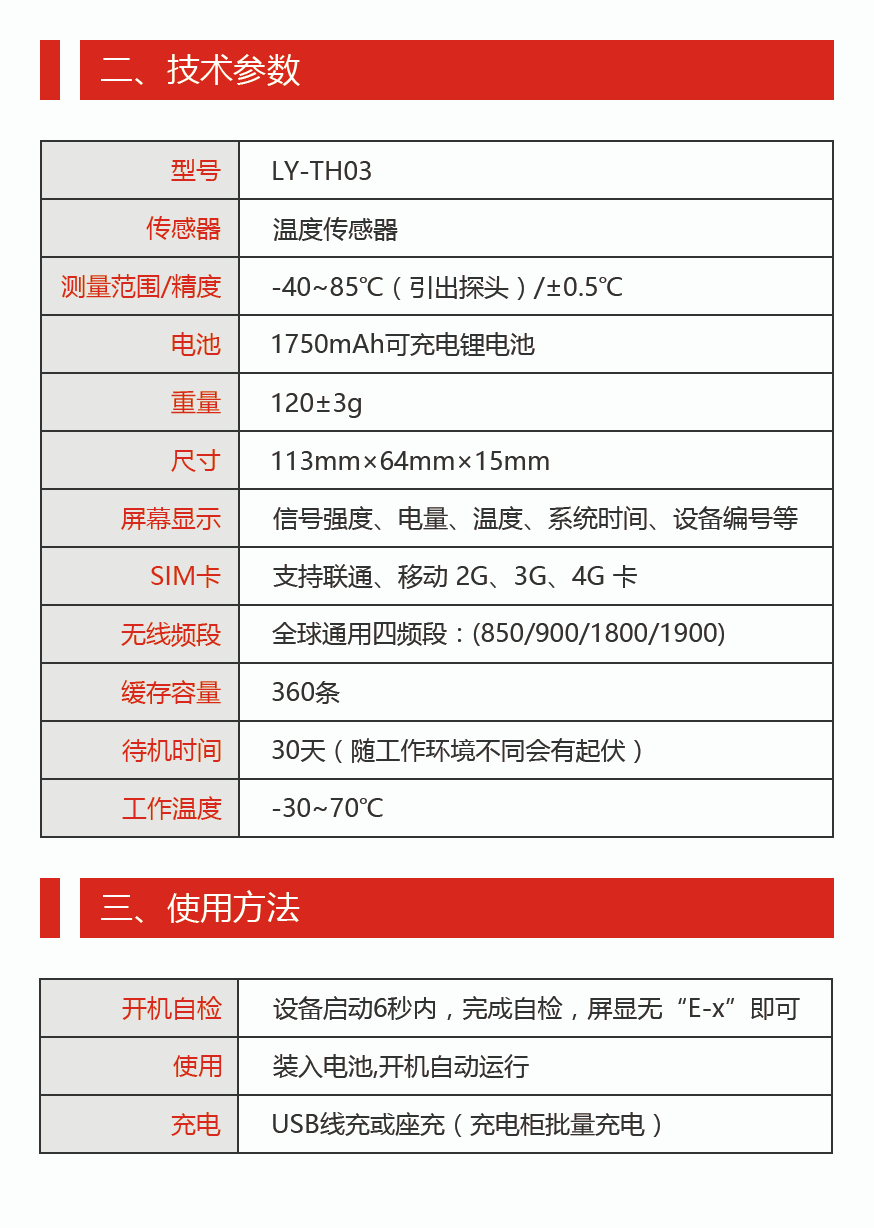 二、技术参数
型号 LY-TH03
传感器 温度传感器
测量范围/精度 -40~85℃（引出探头）/±0.5℃
电池 1750mAh可充电锂电池
重量 120±3g
尺寸 113mm×64mm×15mm
屏幕显示 信号强度、电量、温度、系统时间、设备编号等
SIM卡 支持联通、移动 2G、3G、4G 卡
无线频段 全球通用四频段：(850/900/1800/1900)
缓存容量 360条
待机时间 30天（随工作环境不同会有起伏）
工作温度 -30~70℃
三、使用方法
开机自检 设备启动6秒内，完成自检，屏显无“E-x”即可
使用 装入电池,开机自动运行
充电 USB线充或座充（充电柜批量充电）